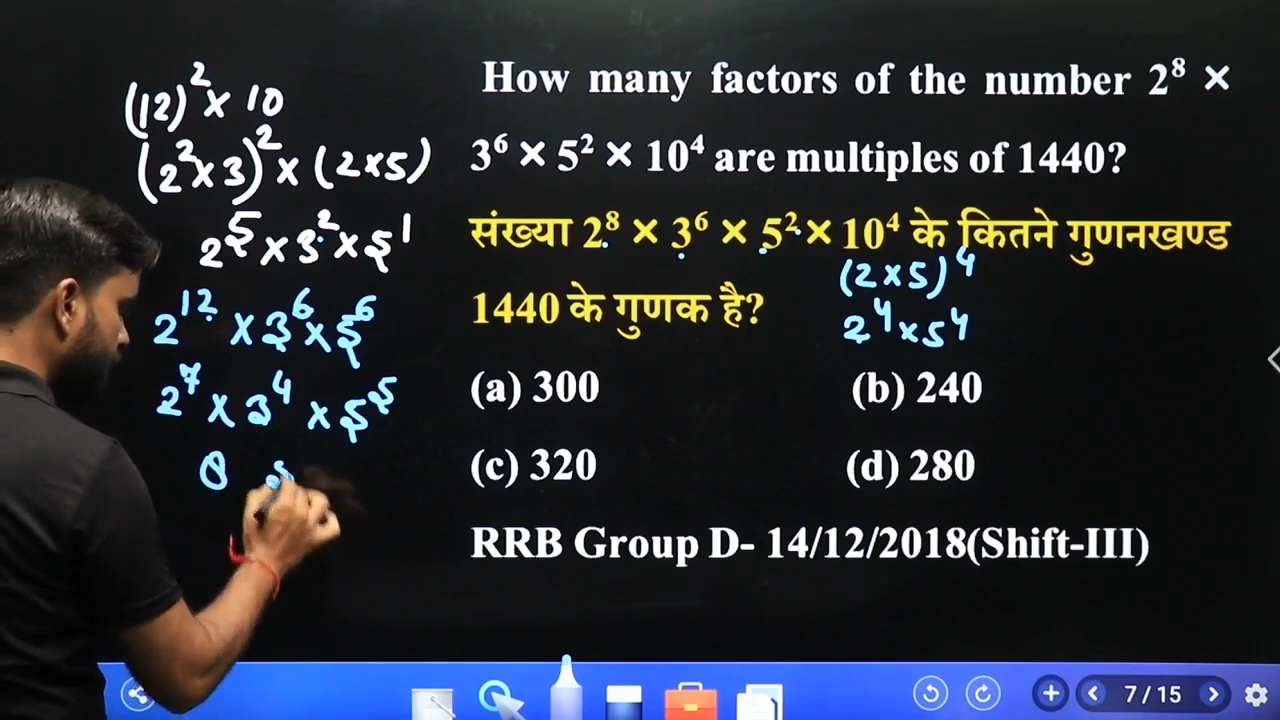 (12)² × 10
(2² × 3)² × (2 × 5)
2⁵ × 3² × 5¹
2¹² × 3⁶ × 5⁶
2⁷ × 3⁴ × 5⁵
8 5
How many factors of the number 2⁸ ×
3⁶ × 5² × 10⁴ are multiples of 1440?
संख्या 2⁸ × 3⁶ × 5² × 10⁴ के कितने गुणनखण्ड
(2 × 5)⁴
1440 के गुणक है?
2⁴ × 5⁴
(a) 300 (b) 240
(c) 320 (d) 280
RRB Group D- 14/12/2018(Shift-III)
7 / 15